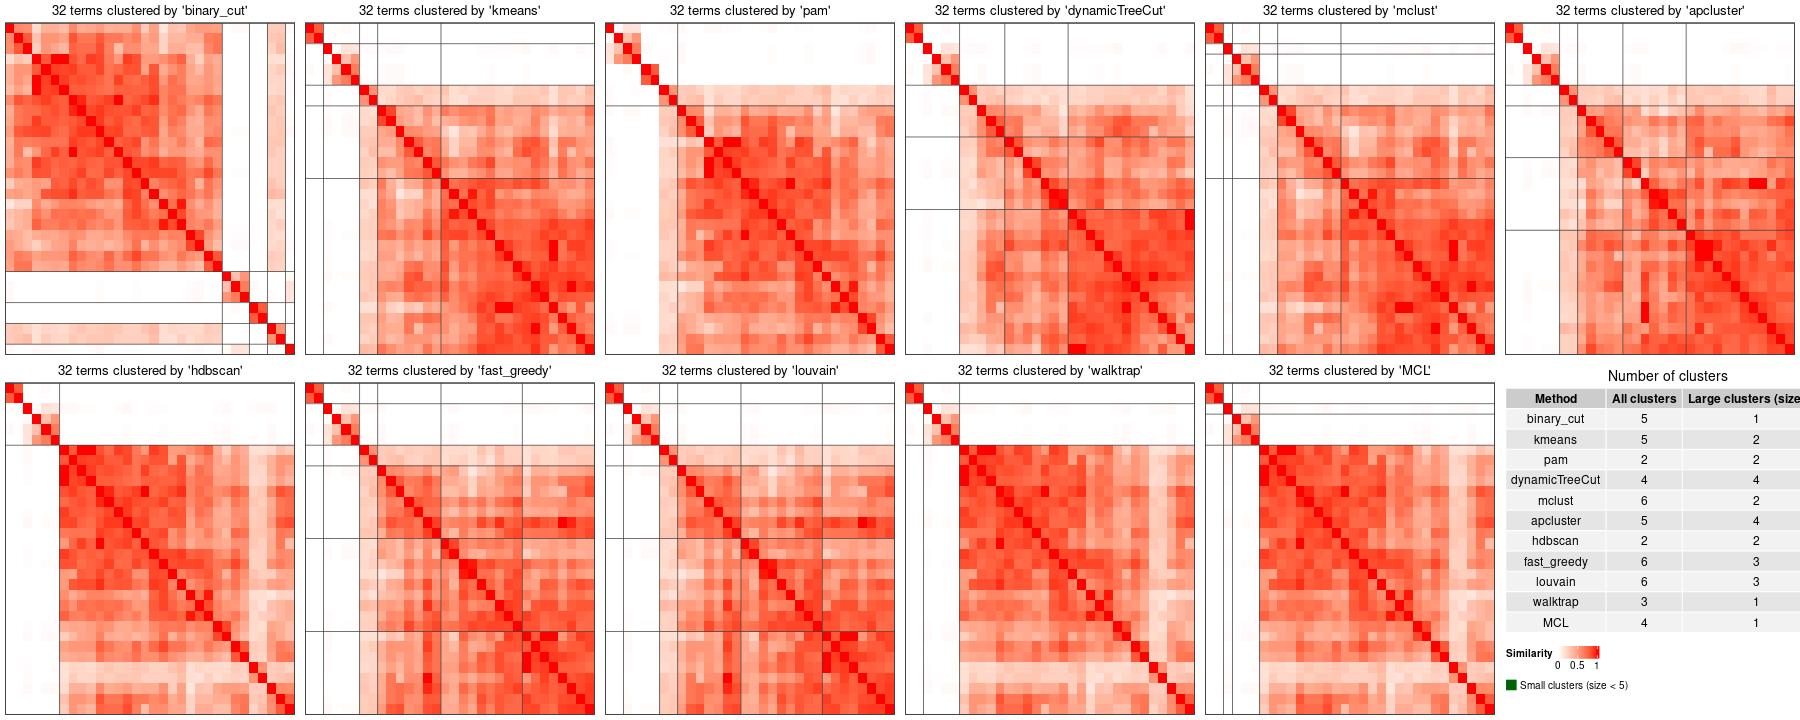 32 terms clustered by 'binary_cut'
32 terms clustered by 'kmeans'
32 terms clustered by 'pam'
32 terms clustered by 'dynamicTreeCut'
32 terms clustered by 'mclust'
32 terms clustered by 'apcluster'
32 terms clustered by 'hdbscan'
32 terms clustered by 'fast_greedy'
32 terms clustered by 'louvain'
32 terms clustered by 'walktrap'
32 terms clustered by 'MCL'
Number of clusters
Method All clusters Large clusters (size
binary_cut 5 1
kmeans 5 2
pam 2 2
dynamicTreeCut 4 4
mclust 6 2
apcluster 5 4
hdbscan 2 2
fast_greedy 6 3
louvain 6 3
walktrap 3 1
MCL 4 1
Similarity
0 0.5 1
Small clusters (size < 5)